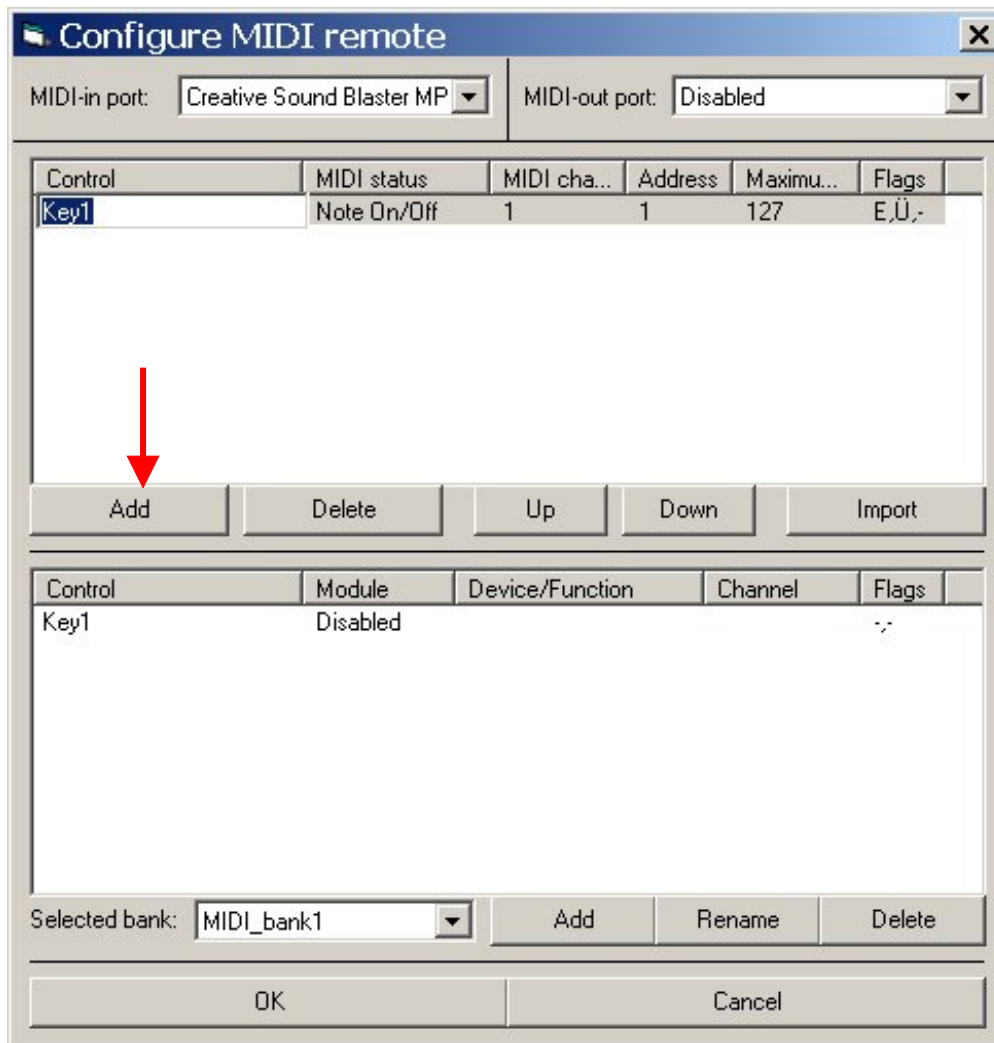 Configure MIDI remote
MIDI-in port: Creative Sound Blaster MP MIDI-out port: Disabled
Control MIDI status MIDI cha... Address Maximu... Flags
Key1 Note On/Off 1 1 127 E,Ü,-
Add Delete Up Down Import
Control Module Device/Function Channel Flags
Key1 Disabled -,-
Selected bank: MIDI_bank1 Add Rename Delete
OK Cancel